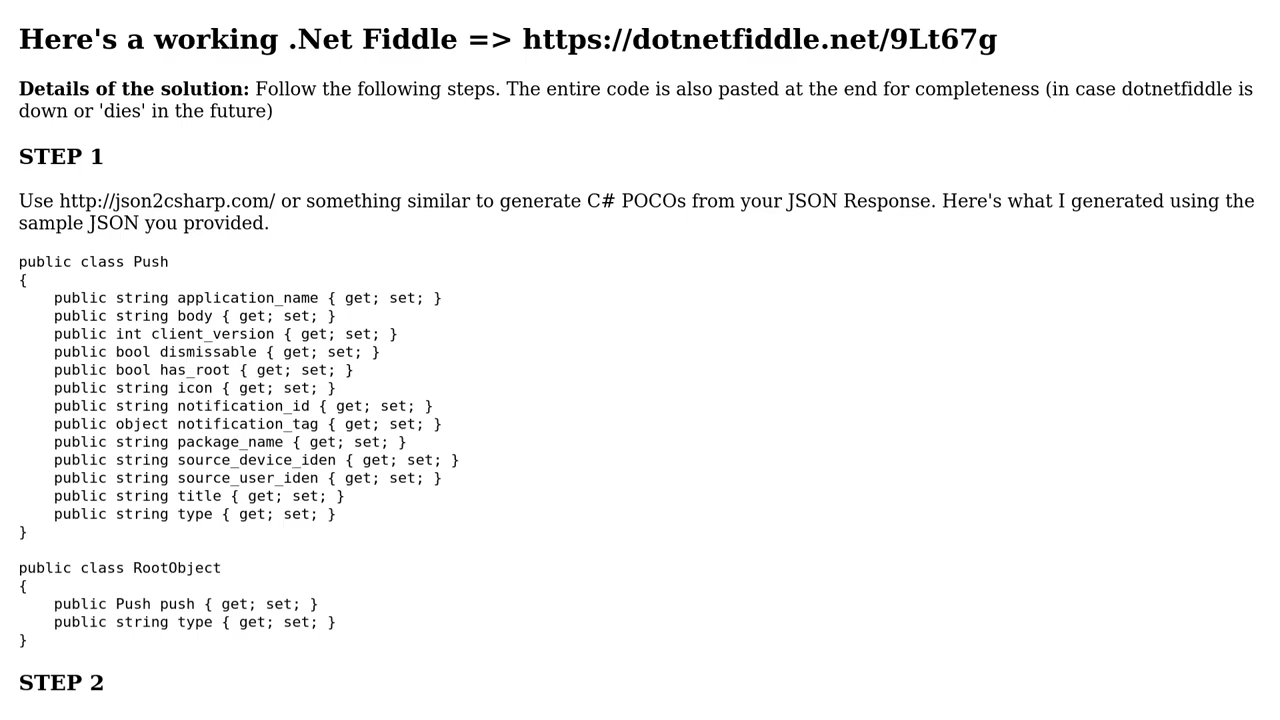 Here's a working .Net Fiddle => https://dotnetfiddle.net/9Lt67g
Details of the solution: Follow the following steps. The entire code is also pasted at the end for completeness (in case dotnetfiddle is
down or 'dies' in the future)
STEP 1
Use http://json2csharp.com/ or something similar to generate C# POCOs from your JSON Response. Here's what I generated using the
sample JSON you provided.
public class Push
{
    public string application_name { get; set; }
    public string body { get; set; }
    public int client_version { get; set; }
    public bool dismissable { get; set; }
    public bool has_root { get; set; }
    public string icon { get; set; }
    public string notification_id { get; set; }
    public object notification_tag { get; set; }
    public string package_name { get; set; }
    public string source_device_iden { get; set; }
    public string source_user_iden { get; set; }
    public string title { get; set; }
    public string type { get; set; }
}
public class RootObject
{
    public Push push { get; set; }
    public string type { get; set; }
}
STEP 2